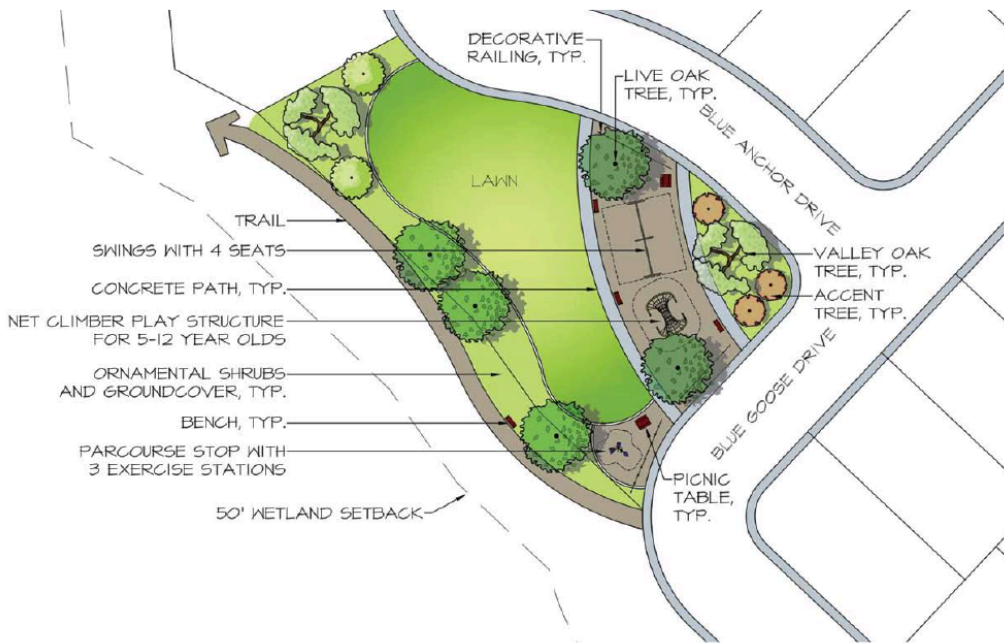 DECORATIVE
RAILING, TYP.
LIVE OAK
TREE, TYP.
BLUE ANCHOR DRIVE
LAWN
TRAIL
SWINGS WITH 4 SEATS
CONCRETE PATH, TYP.
NET CLIMBER PLAY STRUCTURE
FOR 5-12 YEAR OLDS
ORNAMENTAL SHRUBS
AND GROUNDCOVER, TYP.
BENCH, TYP.
PARCOURSE STOP WITH
3 EXERCISE STATIONS
50' WETLAND SETBACK
VALLEY OAK
TREE, TYP.
ACCENT
TREE, TYP.
BLUE GOOSE DRIVE
PICNIC
TABLE,
TYP.